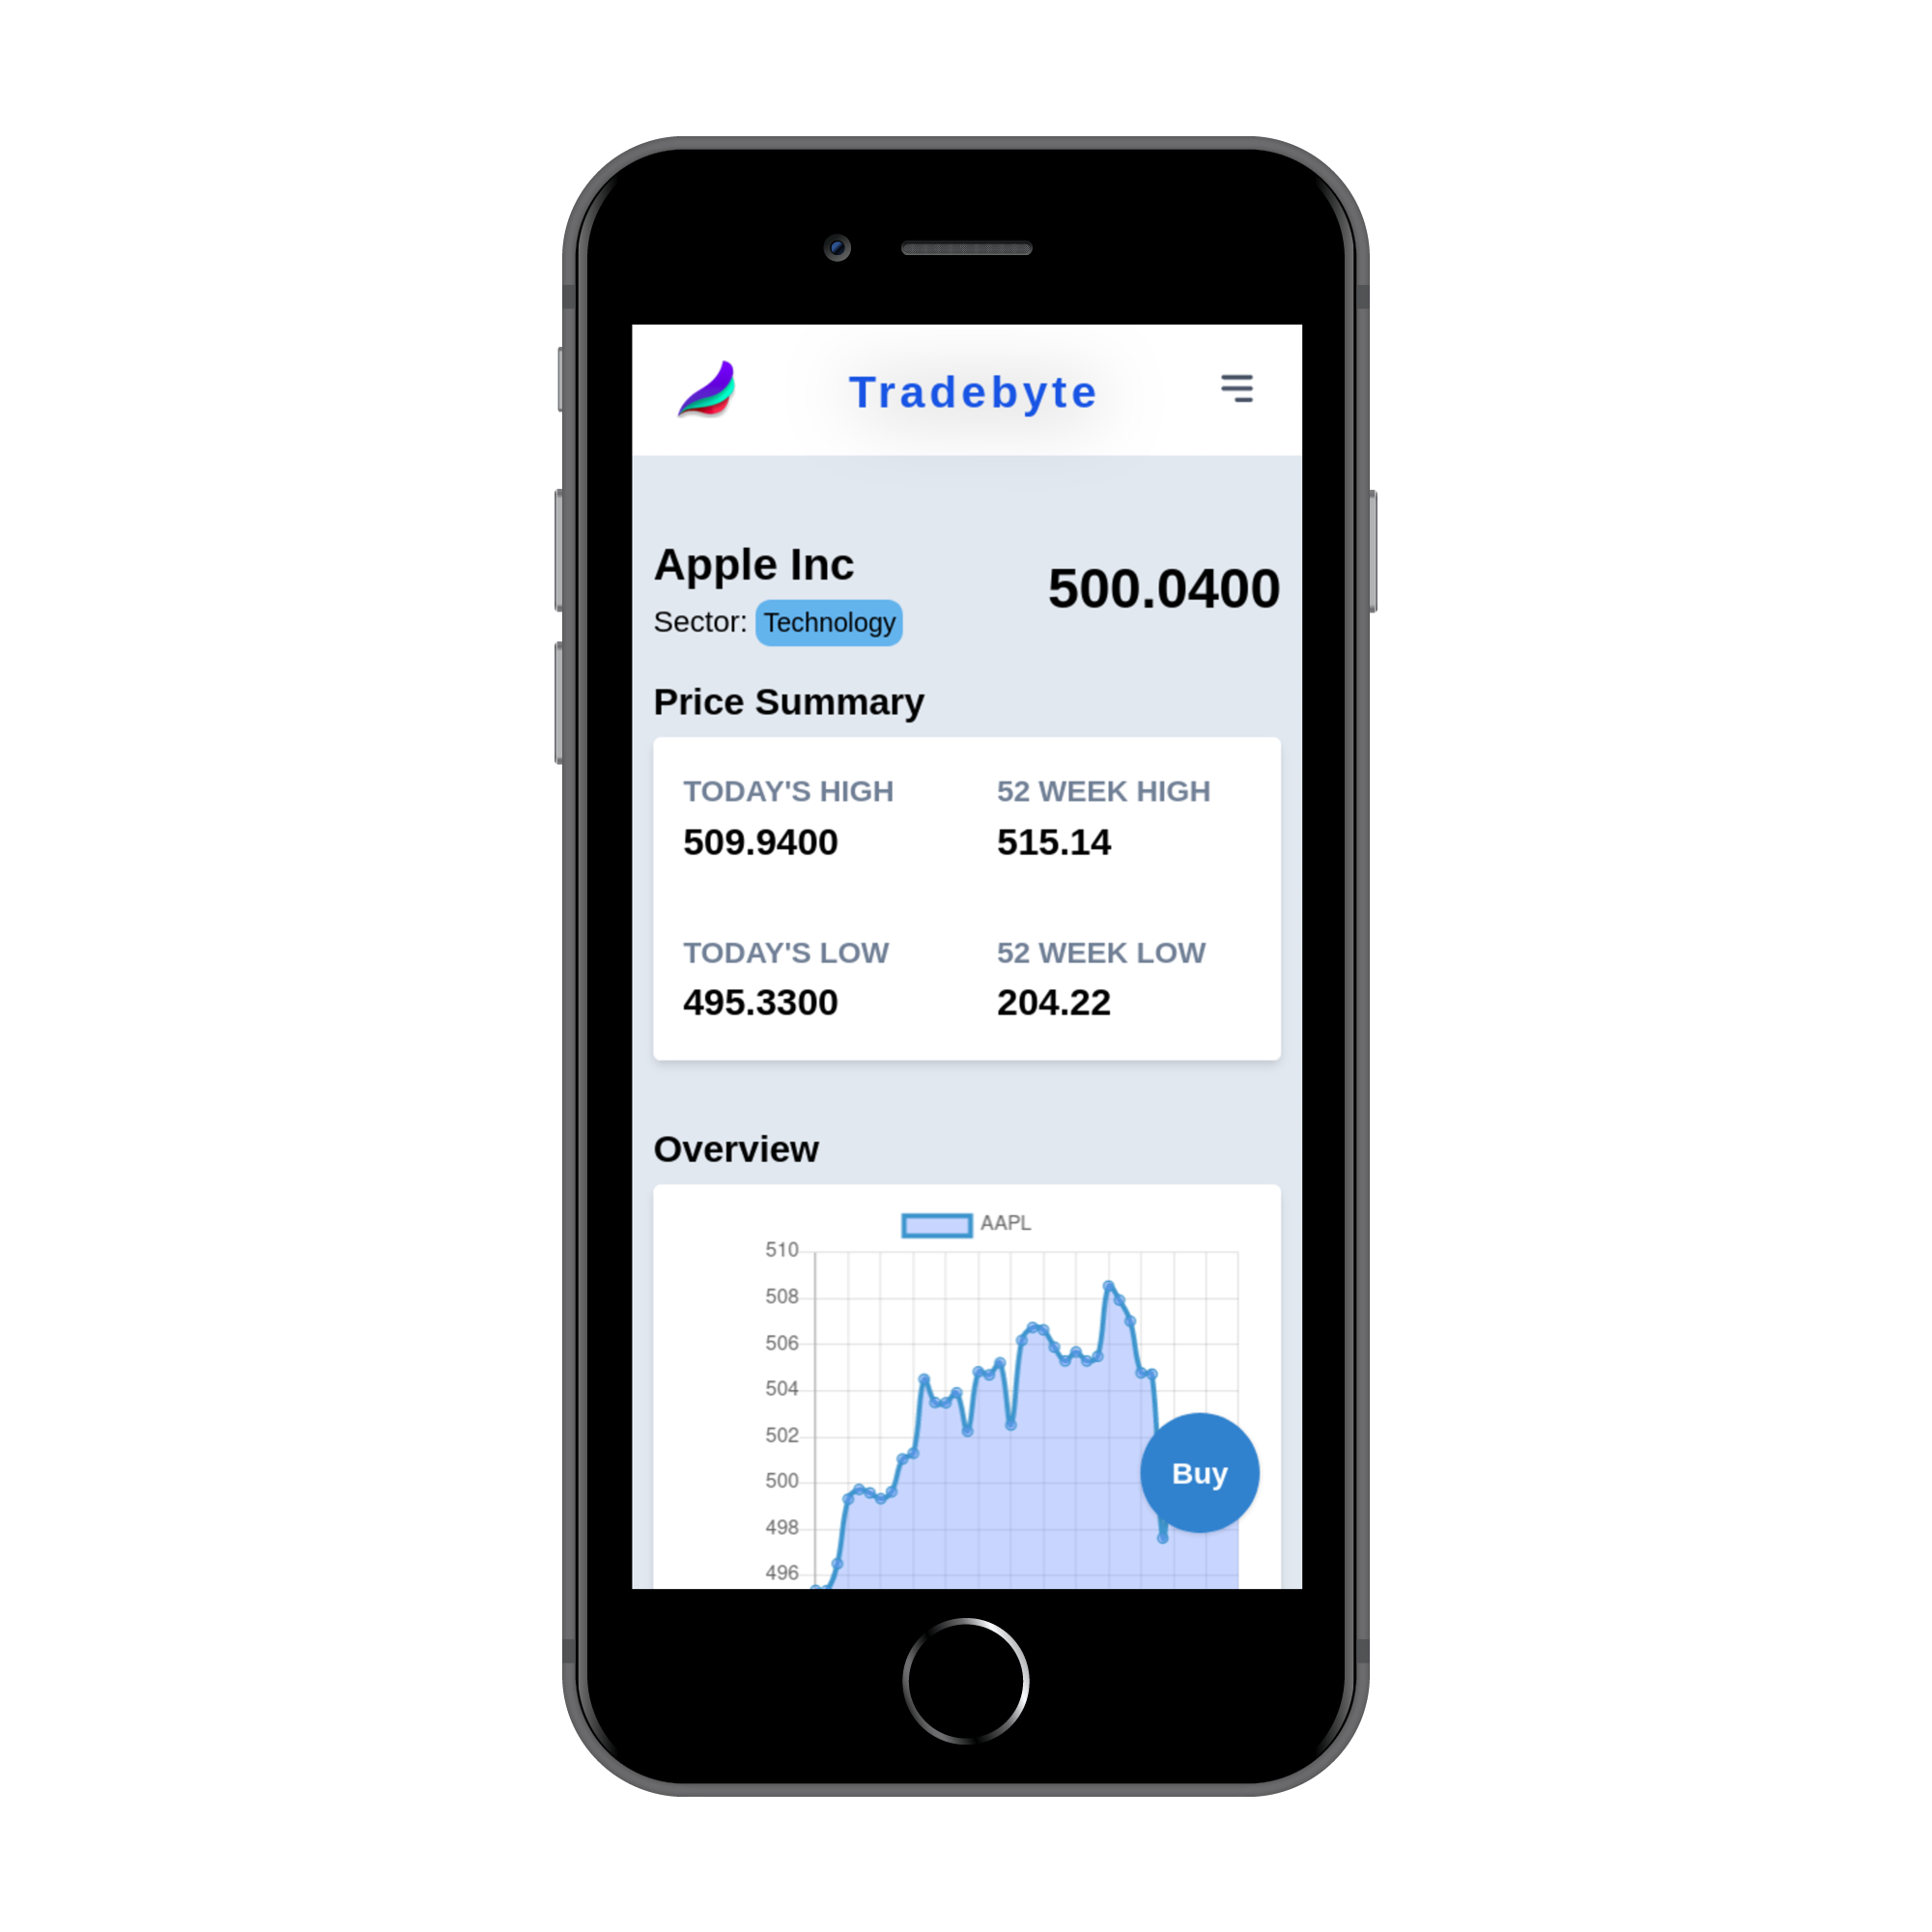 Tradebyte
Apple Inc
500.0400
Sector: Technology
Price Summary
TODAY'S HIGH
509.9400
52 WEEK HIGH
515.14
TODAY'S LOW
495.3300
52 WEEK LOW
204.22
Overview
AAPL
510
508
506
504
502
500
498
496
Buy